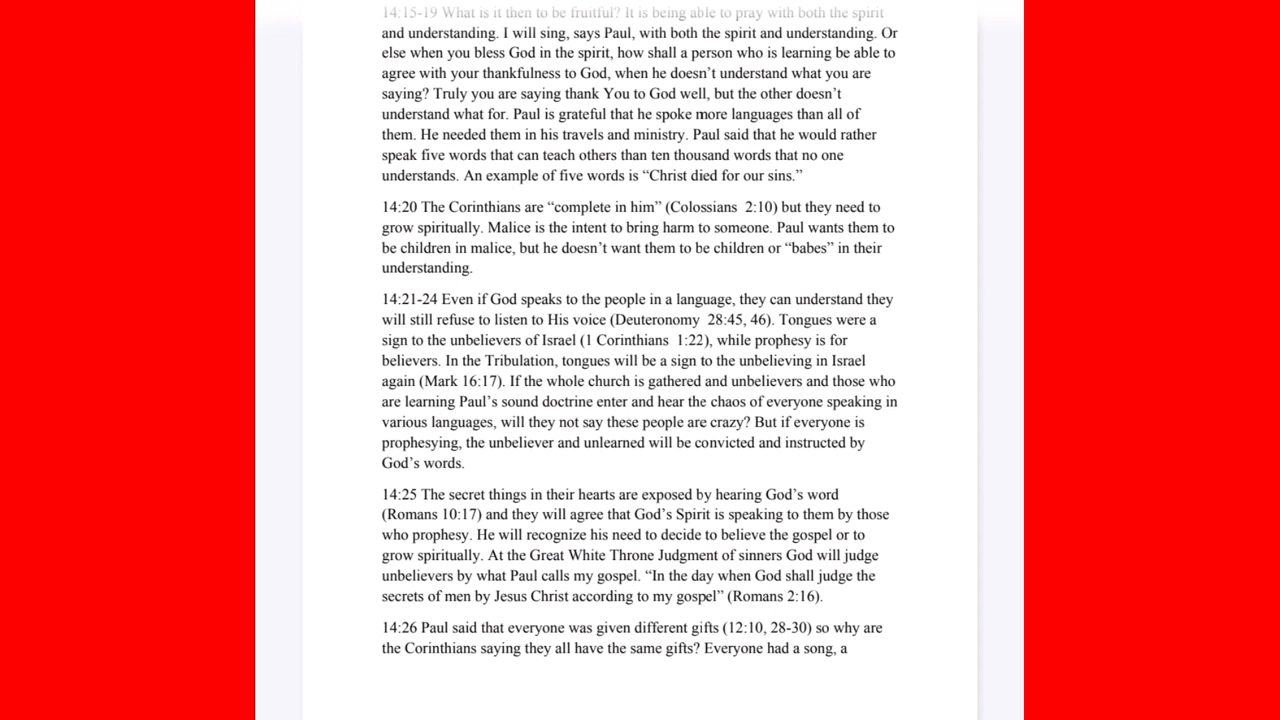 14:15-19 What is it then to be fruitful? It is being able to pray with both the spirit
and understanding. I will sing, says Paul, with both the spirit and understanding. Or
else when you bless God in the spirit, how shall a person who is learning be able to
agree with your thankfulness to God, when he doesn’t understand what you are
saying? Truly you are saying thank You to God well, but the other doesn’t
understand what for. Paul is grateful that he spoke more languages than all of
them. He needed them in his travels and ministry. Paul said that he would rather
speak five words that can teach others than ten thousand words that no one
understands. An example of five words is “Christ died for our sins.”
14:20 The Corinthians are “complete in him” (Colossians 2:10) but they need to
grow spiritually. Malice is the intent to bring harm to someone. Paul wants them to
be children in malice, but he doesn’t want them to be children or “babes” in their
understanding.
14:21-24 Even if God speaks to the people in a language, they can understand they
will still refuse to listen to His voice (Deuteronomy 28:45, 46). Tongues were a
sign to the unbelievers of Israel (1 Corinthians 1:22), while prophesy is for
believers. In the Tribulation, tongues will be a sign to the unbelieving in Israel
again (Mark 16:17). If the whole church is gathered and unbelievers and those who
are learning Paul’s sound doctrine enter and hear the chaos of everyone speaking in
various languages, will they not say these people are crazy? But if everyone is
prophesying, the unbeliever and unlearned will be convicted and instructed by
God’s words.
14:25 The secret things in their hearts are exposed by hearing God’s word
(Romans 10:17) and they will agree that God’s Spirit is speaking to them by those
who prophesy. He will recognize his need to decide to believe the gospel or to
grow spiritually. At the Great White Throne Judgment of sinners God will judge
unbelievers by what Paul calls my gospel. “In the day when God shall judge the
secrets of men by Jesus Christ according to my gospel” (Romans 2:16).
14:26 Paul said that everyone was given different gifts (12:10, 28-30) so why are
the Corinthians saying they all have the same gifts? Everyone had a song, a